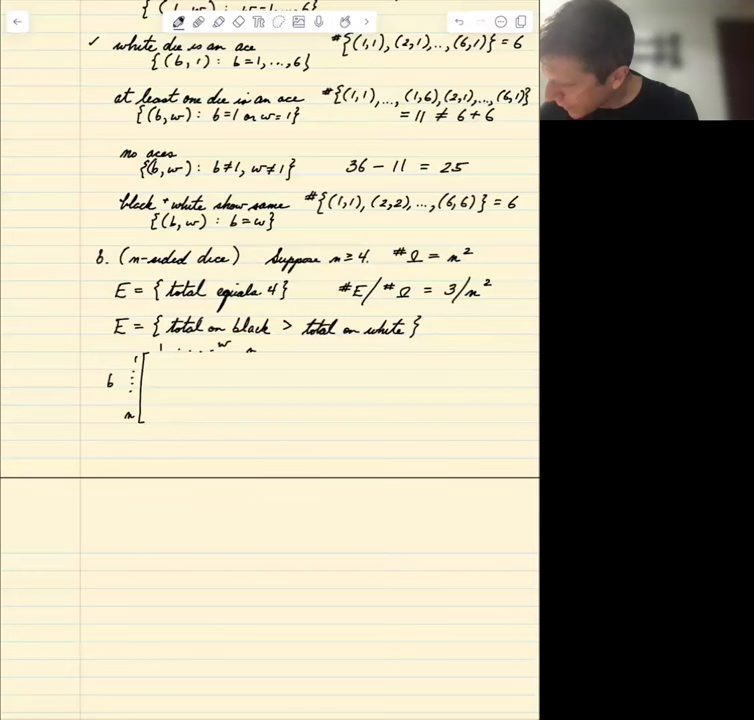 ✓ white die is an ace #{(1,1), (2,1), .., (6,1)} = 6
{(b, 1) : b = 1, ..., 6}
at least one die is an ace #{(1,1), ..., (1,6), (2,1), ..., (6,1)}
{(b,w) : b=1 or w=1} = 11 ≠ 6+6
no aces
{(b,w) : b≠1, w≠1} 36 - 11 = 25
black + white show same #{(1,1), (2,2), ..., (6,6)} = 6
{(b,w) : b=w}
b. (n-sided dice) Suppose n ≥ 4. #Ω = n²
E = {total equals 4} #E/#Ω = 3/n²
E = {total on black > total on white}
1 .... w n
1
b
n